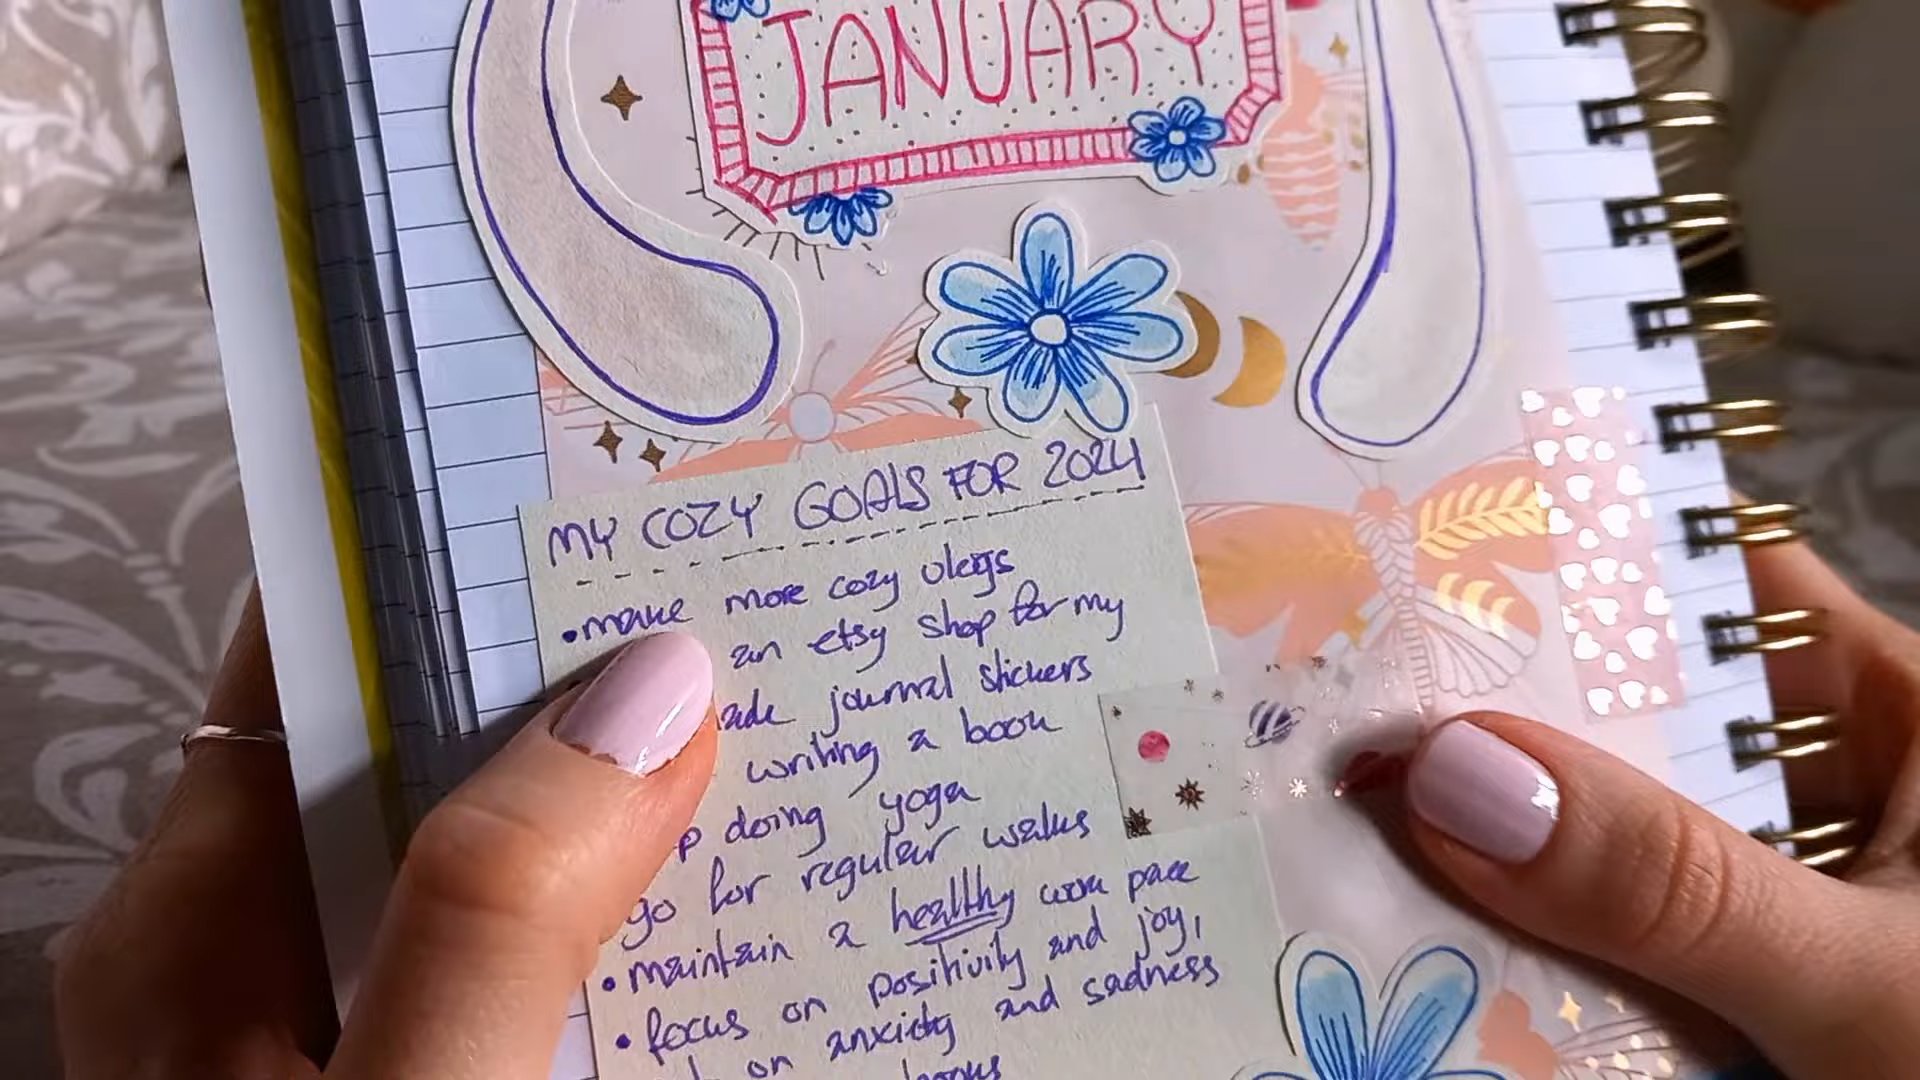 JANUARY
MY COZY GOALS FOR 2024
• make more cozy vlogs
an etsy shop for my
ade journal stickers
writing a book
p doing yoga
go for regular walks
• maintain a healthy work pace
• focus on positivity and joy,
on anxiety and sadness
books